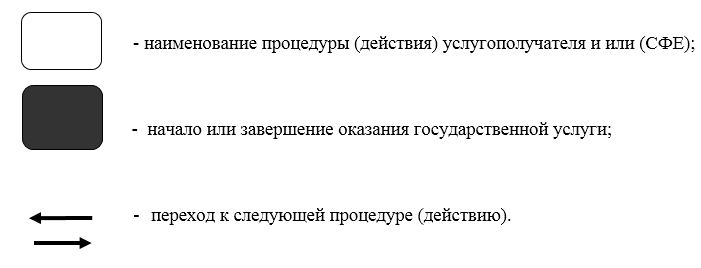 - наименование процедуры (действия) услугополучателя и или (СФЕ);
- начало или завершение оказания государственной услуги;
- переход к следующей процедуре (действию).